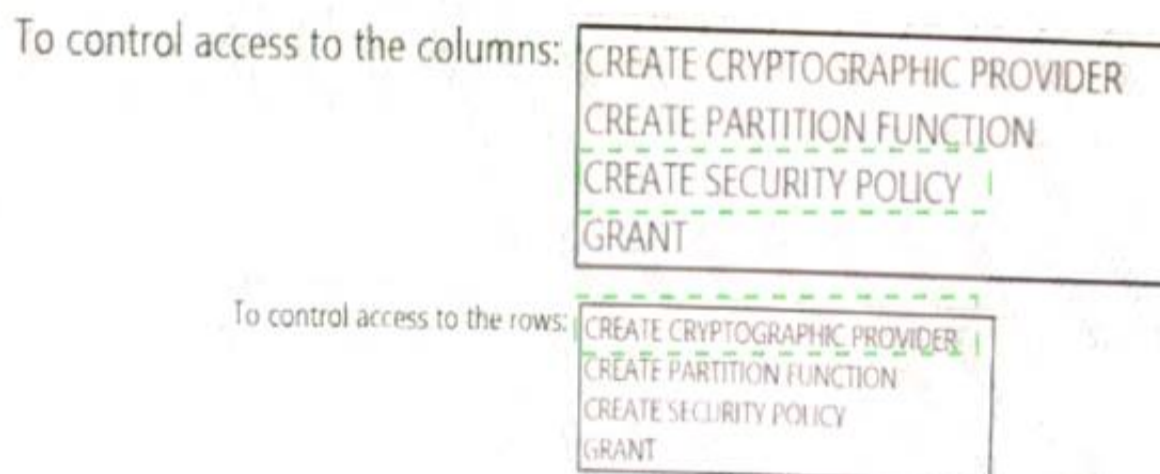 To control access to the columns:
CREATE CRYPTOGRAPHIC PROVIDER
CREATE PARTITION FUNCTION
CREATE SECURITY POLICY
GRANT
To control access to the rows:
CREATE CRYPTOGRAPHIC PROVIDER
CREATE PARTITION FUNCTION
CREATE SECURITY POLICY
GRANT